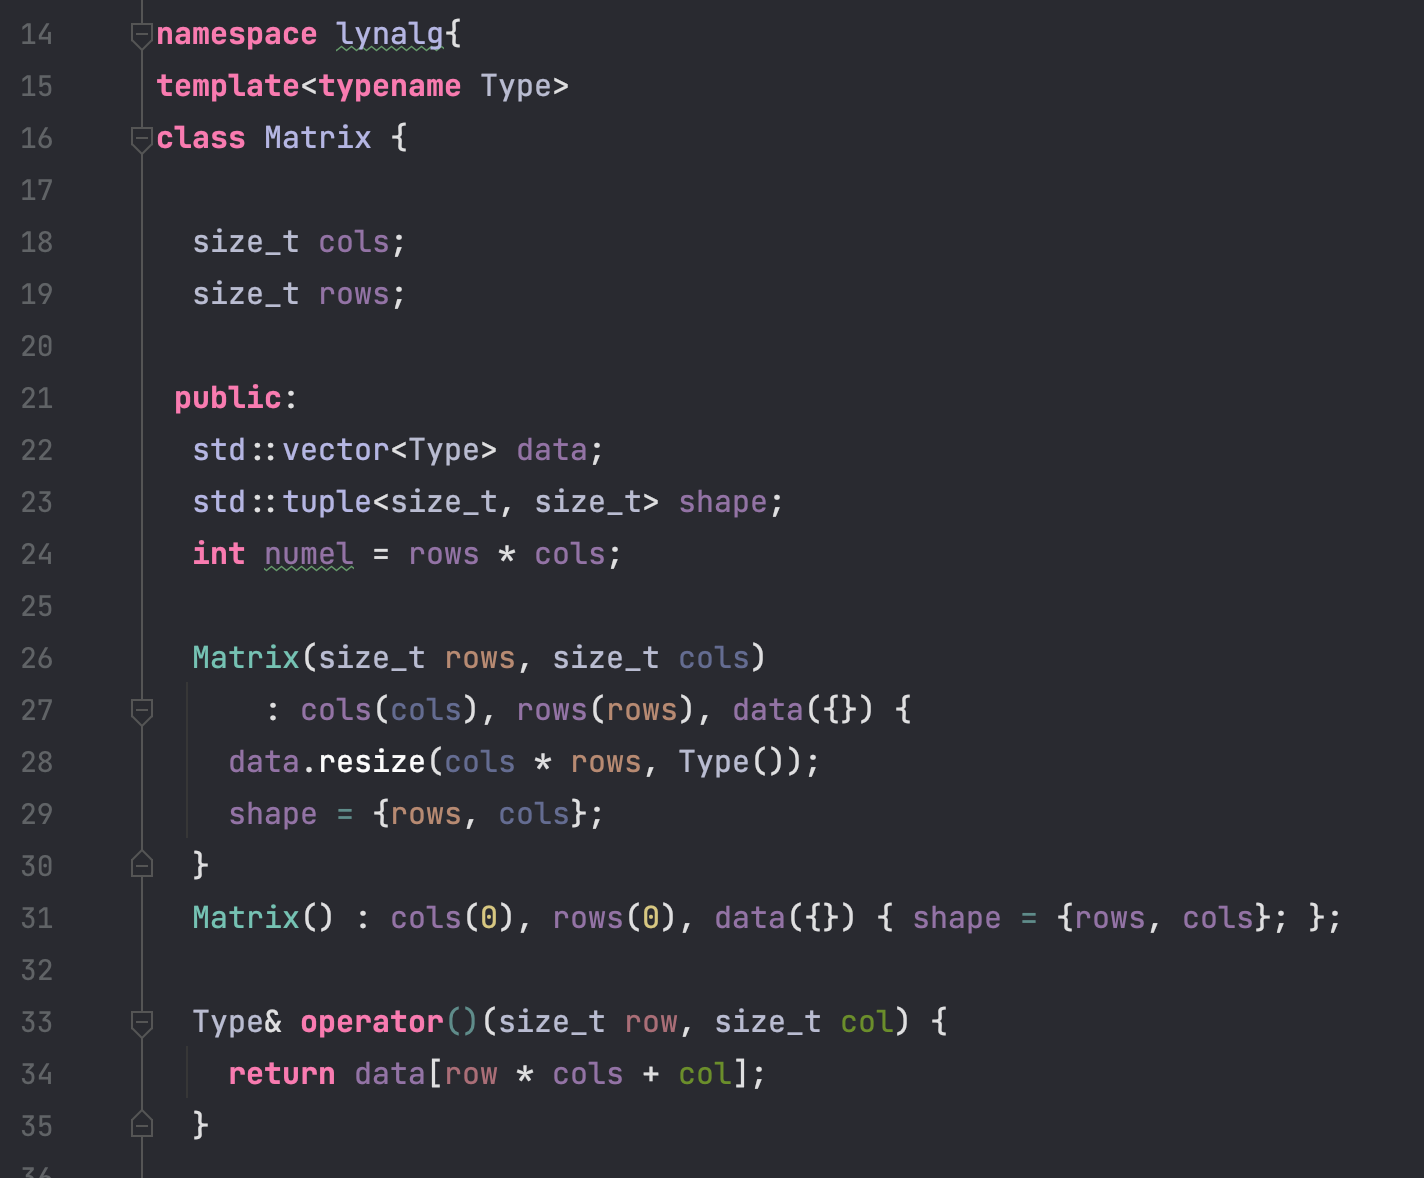 14 namespace lynalg{
15 template<typename Type>
16 class Matrix {
17
18 size_t cols;
19 size_t rows;
20
21 public:
22 std::vector<Type> data;
23 std::tuple<size_t, size_t> shape;
24 int numel = rows * cols;
25
26 Matrix(size_t rows, size_t cols)
27 : cols(cols), rows(rows), data({}) {
28 data.resize(cols * rows, Type());
29 shape = {rows, cols};
30 }
31 Matrix() : cols(0), rows(0), data({}) { shape = {rows, cols}; };
32
33 Type& operator()(size_t row, size_t col) {
34 return data[row * cols + col];
35 }
36